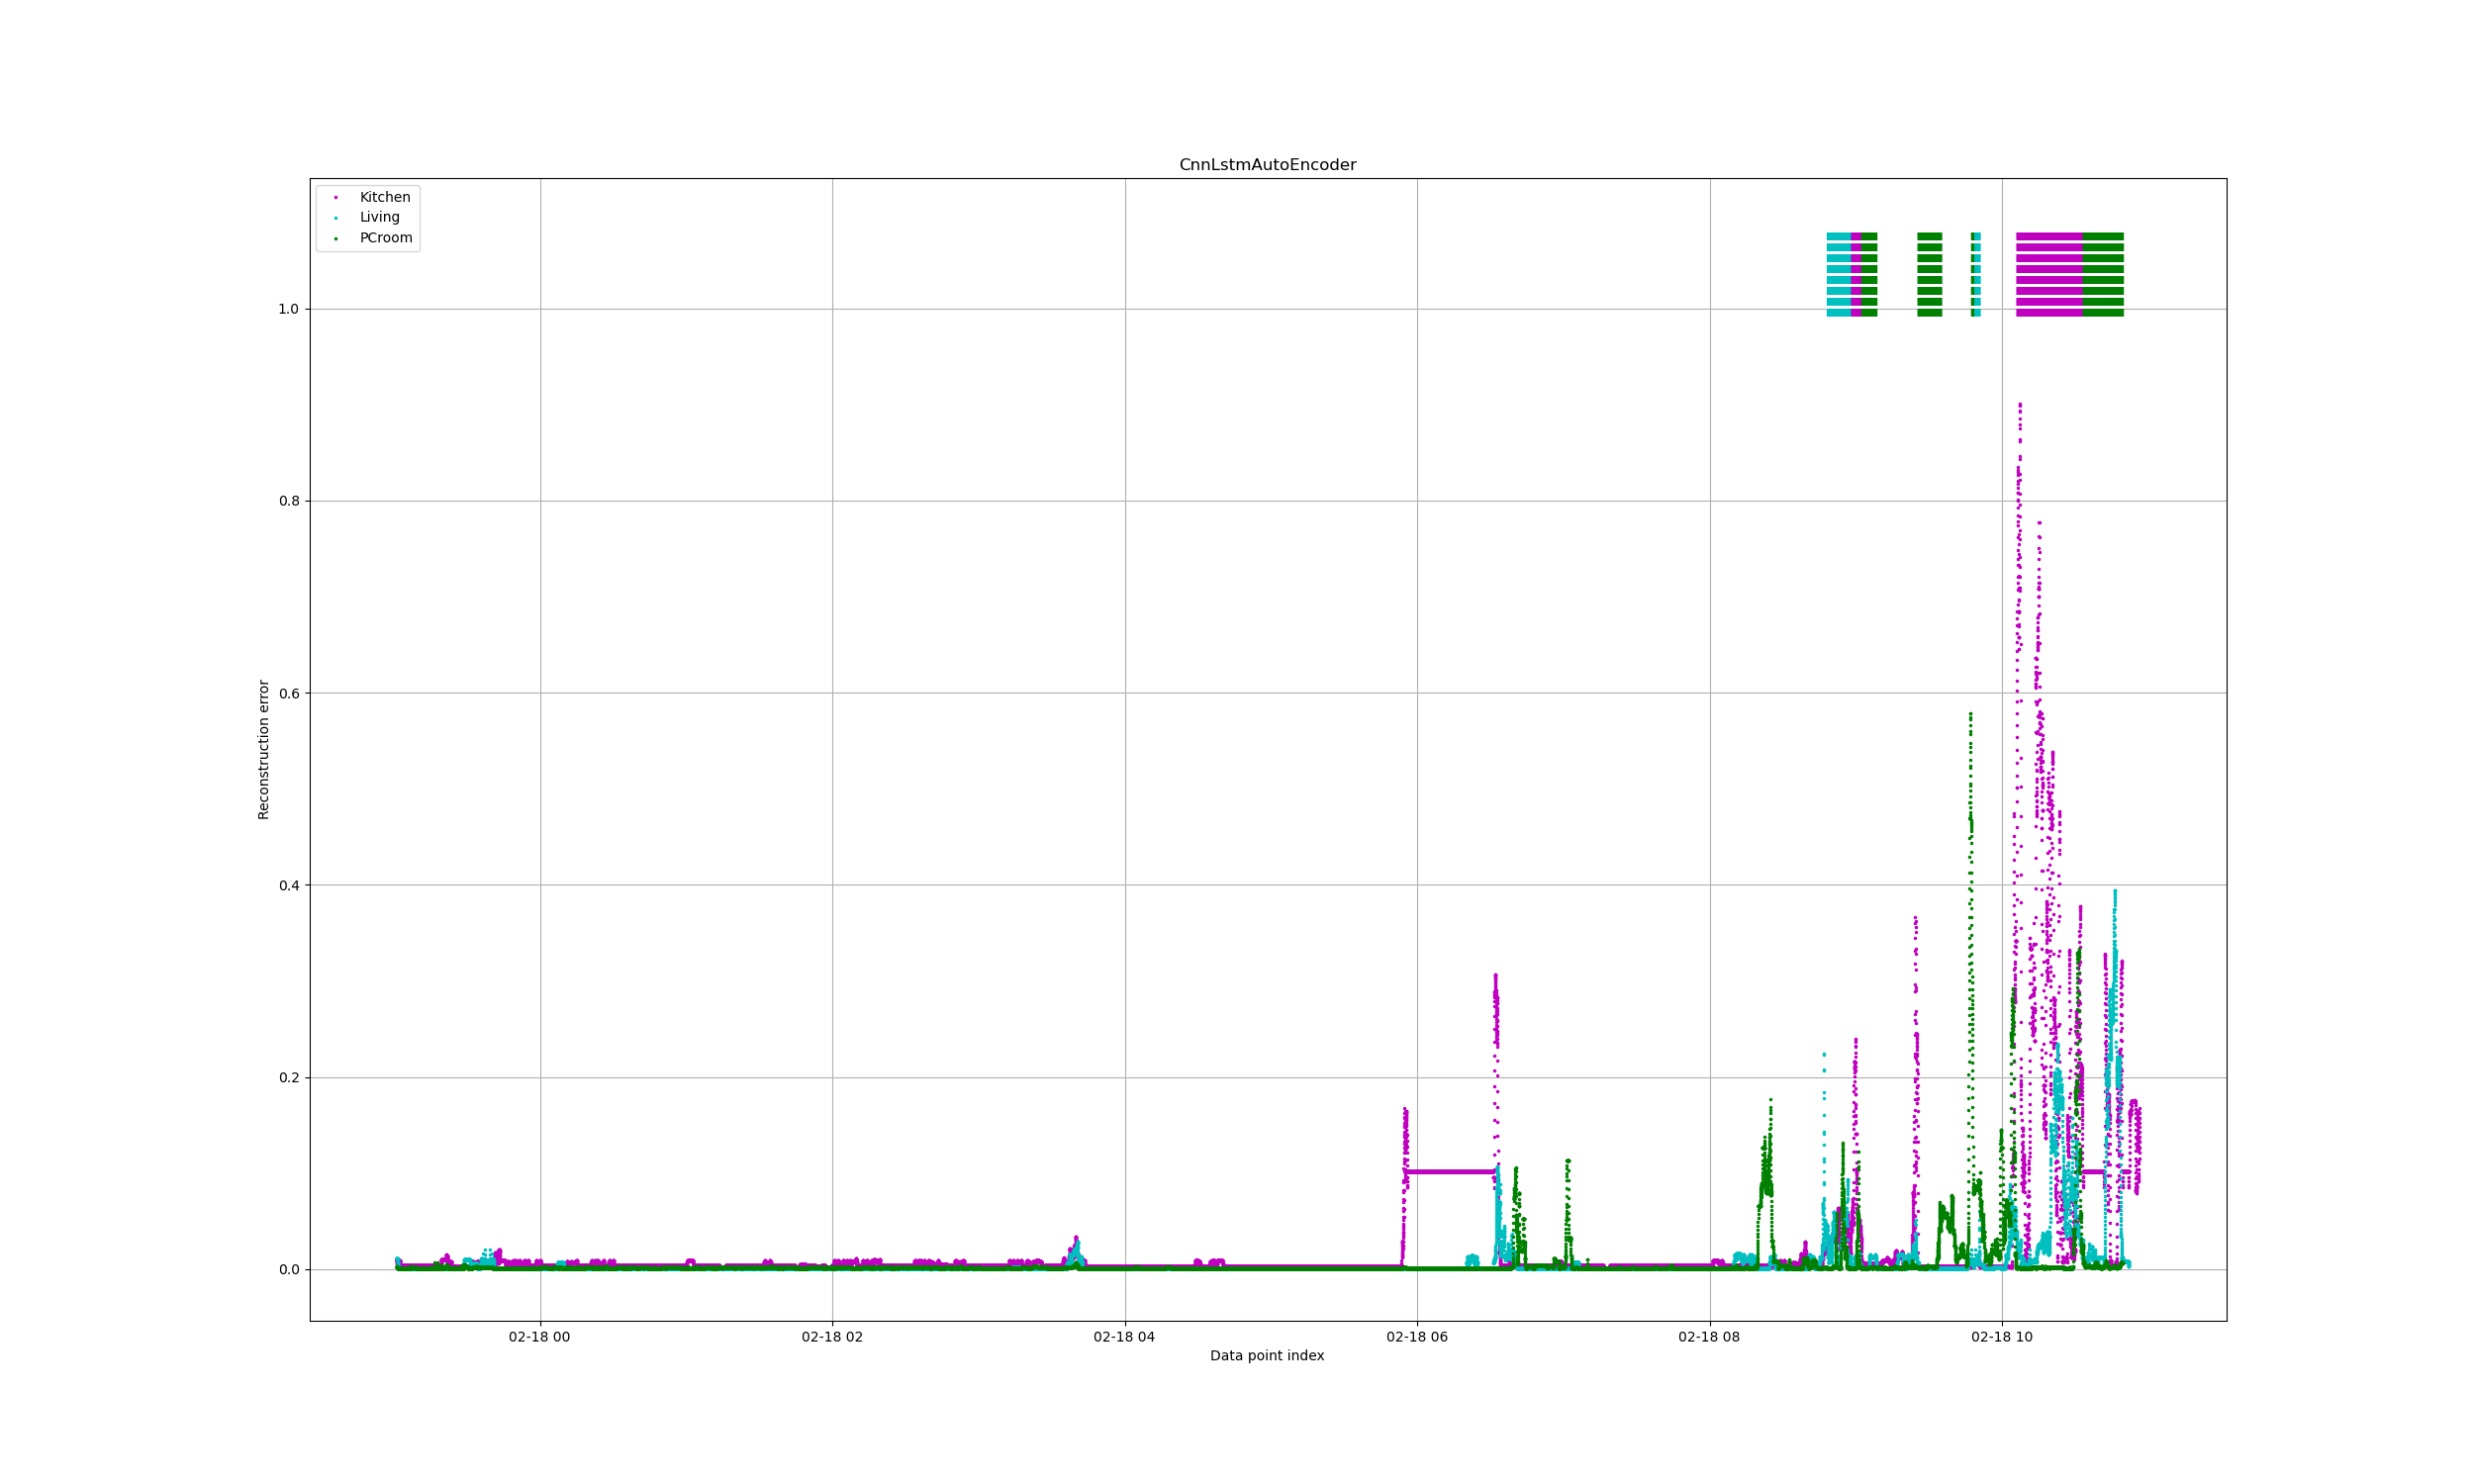 CnnLstmAutoEncoder
Kitchen
Living
PCroom
1.0
0.8
0.6
0.4
0.2
0.0
Reconstruction error
02-18 00
02-18 02
02-18 04
02-18 06
02-18 08
02-18 10
Data point index